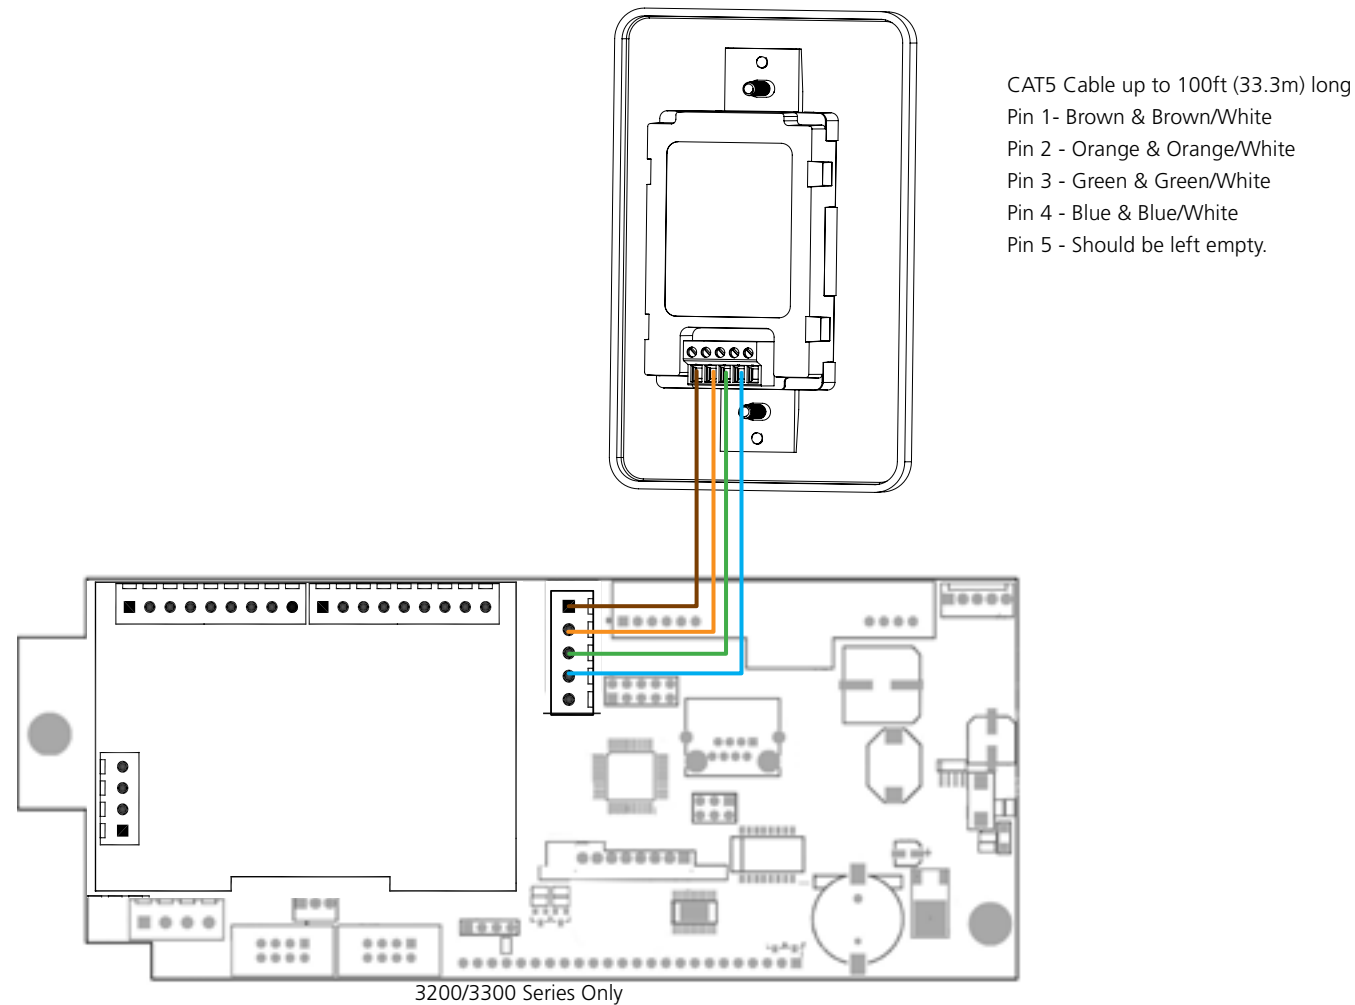 CAT5 Cable up to 100ft (33.3m) long
Pin 1- Brown & Brown/White
Pin 2 - Orange & Orange/White
Pin 3 - Green & Green/White
Pin 4 - Blue & Blue/White
Pin 5 - Should be left empty.
3200/3300 Series Only